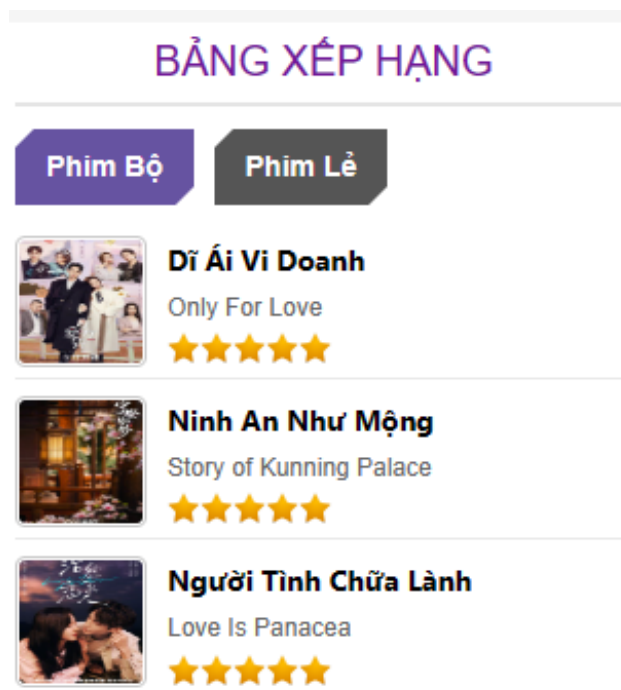 BẢNG XẾP HẠNG
Phim Bộ
Phim Lẻ
Dĩ Ái Vi Doanh
Only For Love
Ninh An Như Mộng
Story of Kunning Palace
Người Tình Chữa Lành
Love Is Panacea